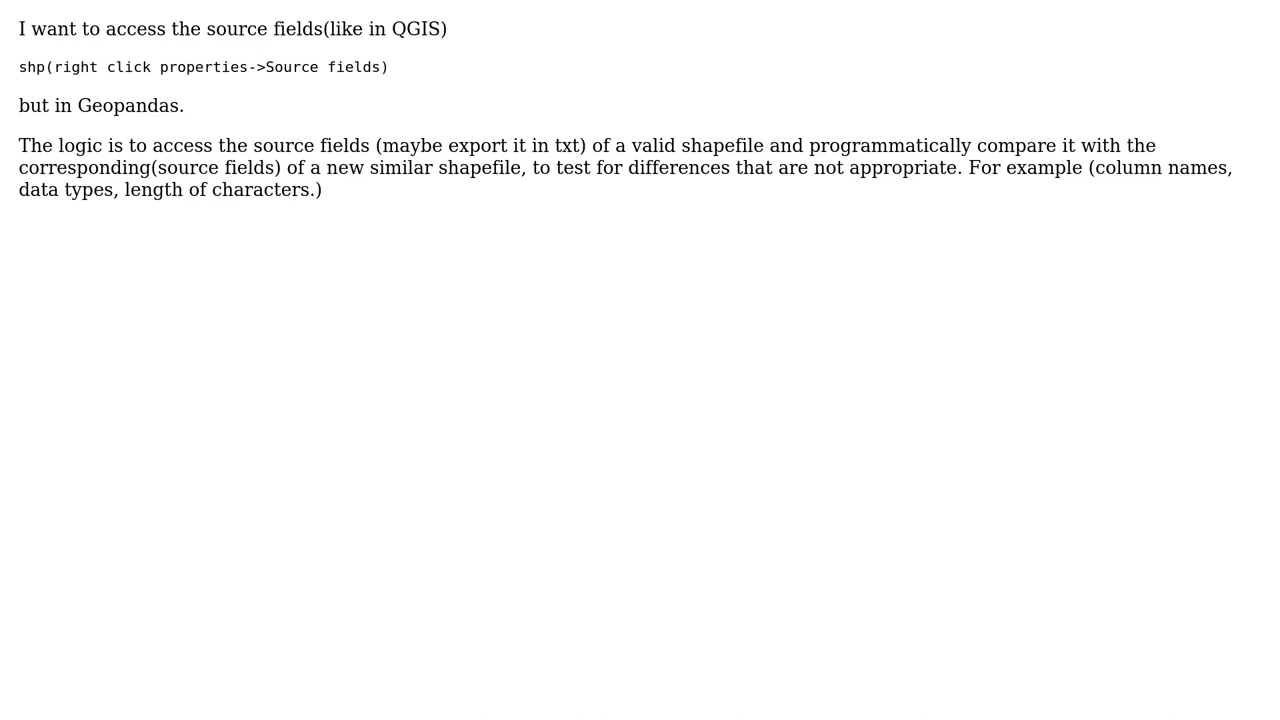 I want to access the source fields(like in QGIS)
shp(right click properties->Source fields)
but in Geopandas.
The logic is to access the source fields (maybe export it in txt) of a valid shapefile and programmatically compare it with the
corresponding(source fields) of a new similar shapefile, to test for differences that are not appropriate. For example (column names,
data types, length of characters.)